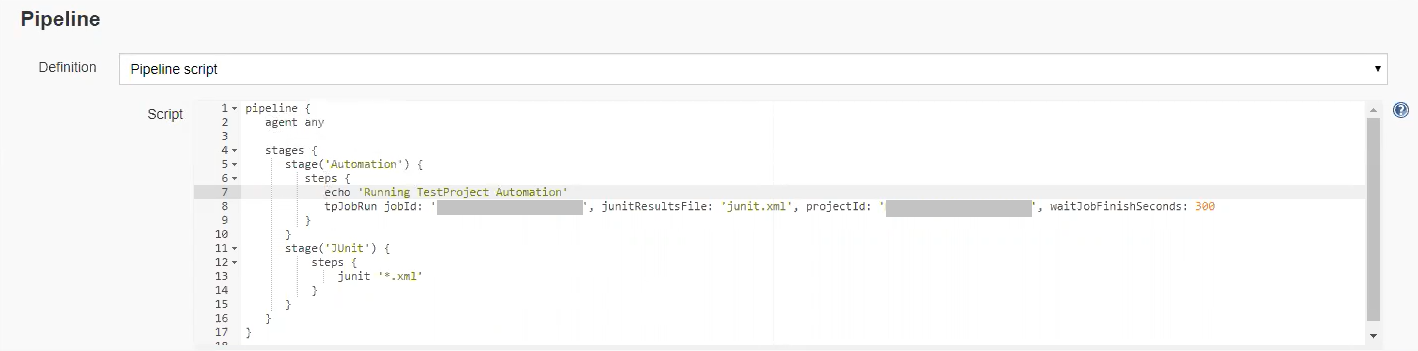 Pipeline
Definition
Pipeline script
Script
1 pipeline {
2 agent any
3
4 stages {
5 stage('Automation') {
6 steps {
7 echo 'Running TestProject Automation'
8 tpJobRun jobId: '', junitResultsFile: 'junit.xml', projectId: '', waitJobFinishSeconds: 300
9 }
10 }
11 stage('JUnit') {
12 steps {
13 junit '*.xml'
14 }
15 }
16 }
17 }
18
?